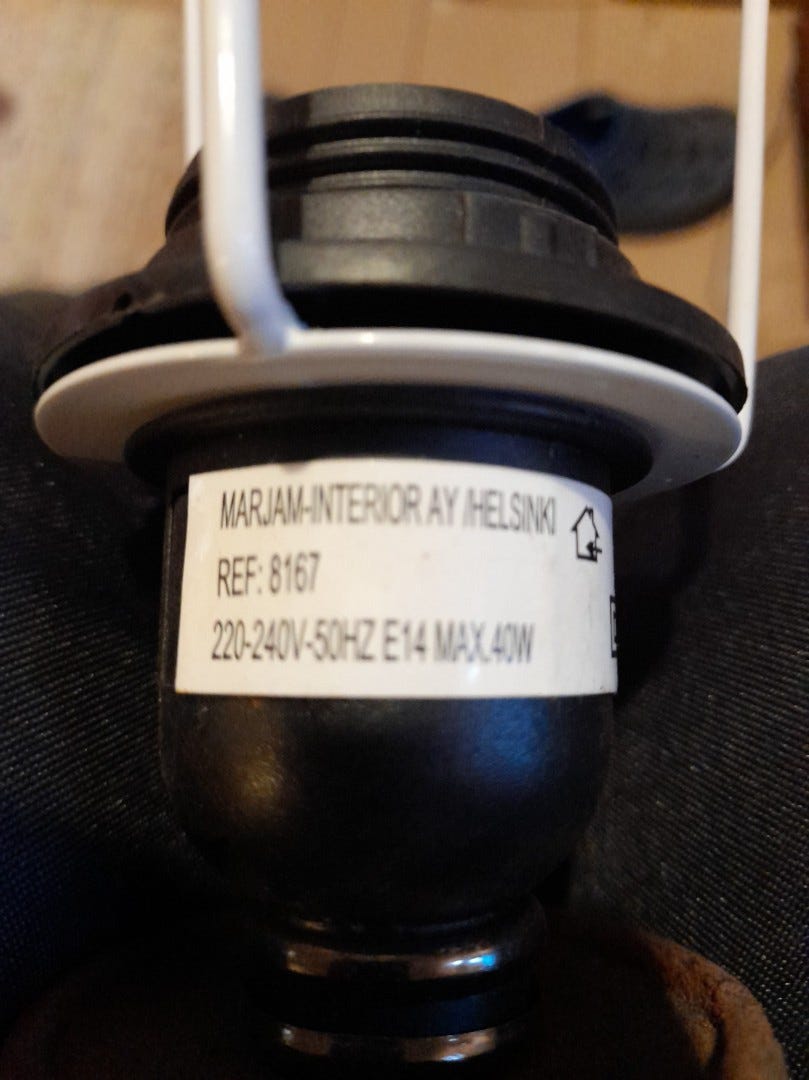 MARJAM-INTERIOR AY /HELSINKI
REF: 8167
220-240V-50HZ E14 MAX.40W